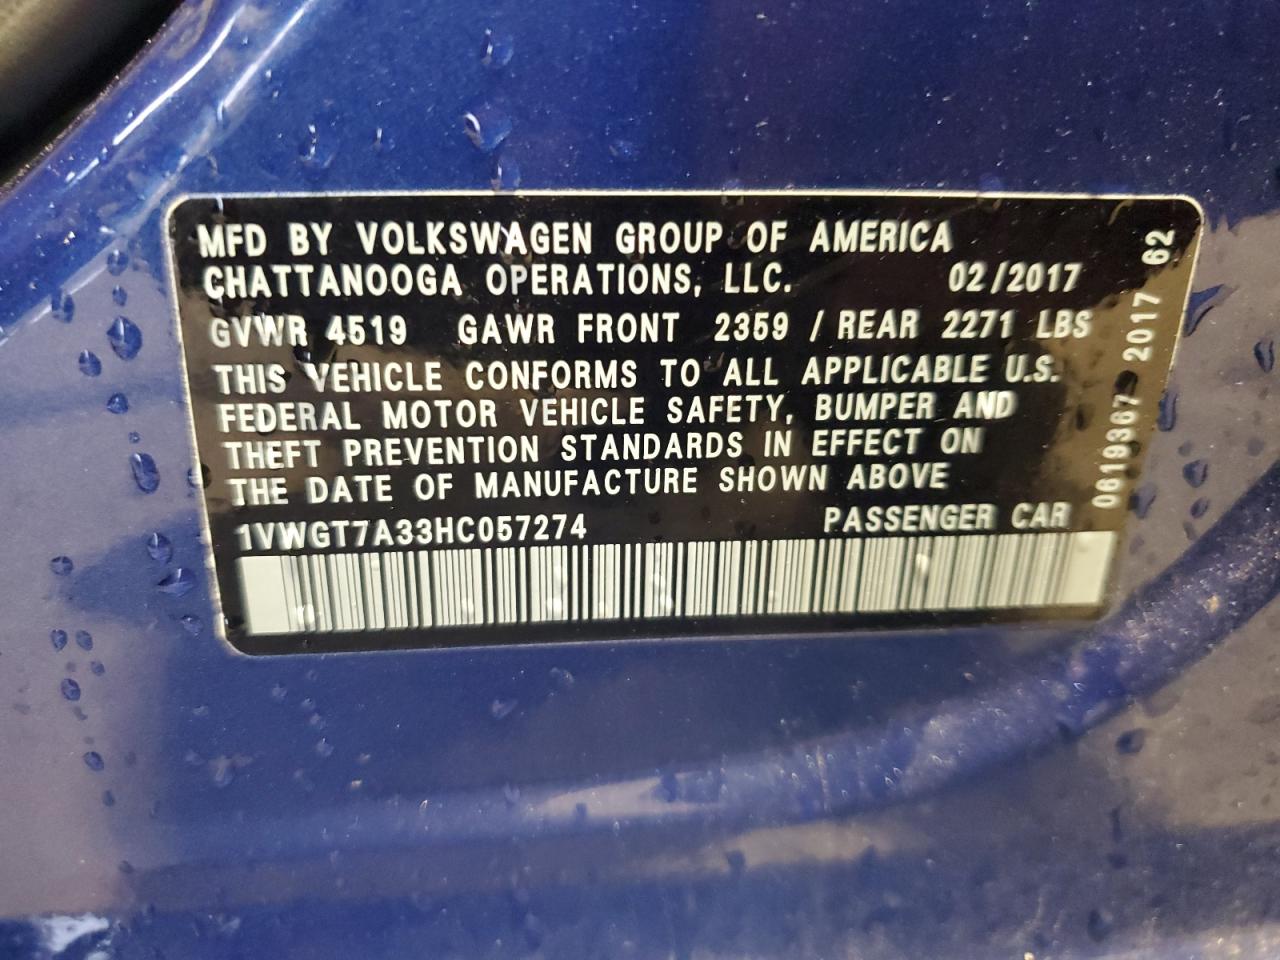 MFD BY VOLKSWAGEN GROUP OF AMERICA
CHATTANOOGA OPERATIONS, LLC. 02/2017
GVWR 4519 GAWR FRONT 2359 / REAR 2271 LBS
THIS VEHICLE CONFORMS TO ALL APPLICABLE U.S.
FEDERAL MOTOR VEHICLE SAFETY, BUMPER AND
THEFT PREVENTION STANDARDS IN EFFECT ON
THE DATE OF MANUFACTURE SHOWN ABOVE
1VWGT7A33HC057274 PASSENGER CAR
0619367 2017 62